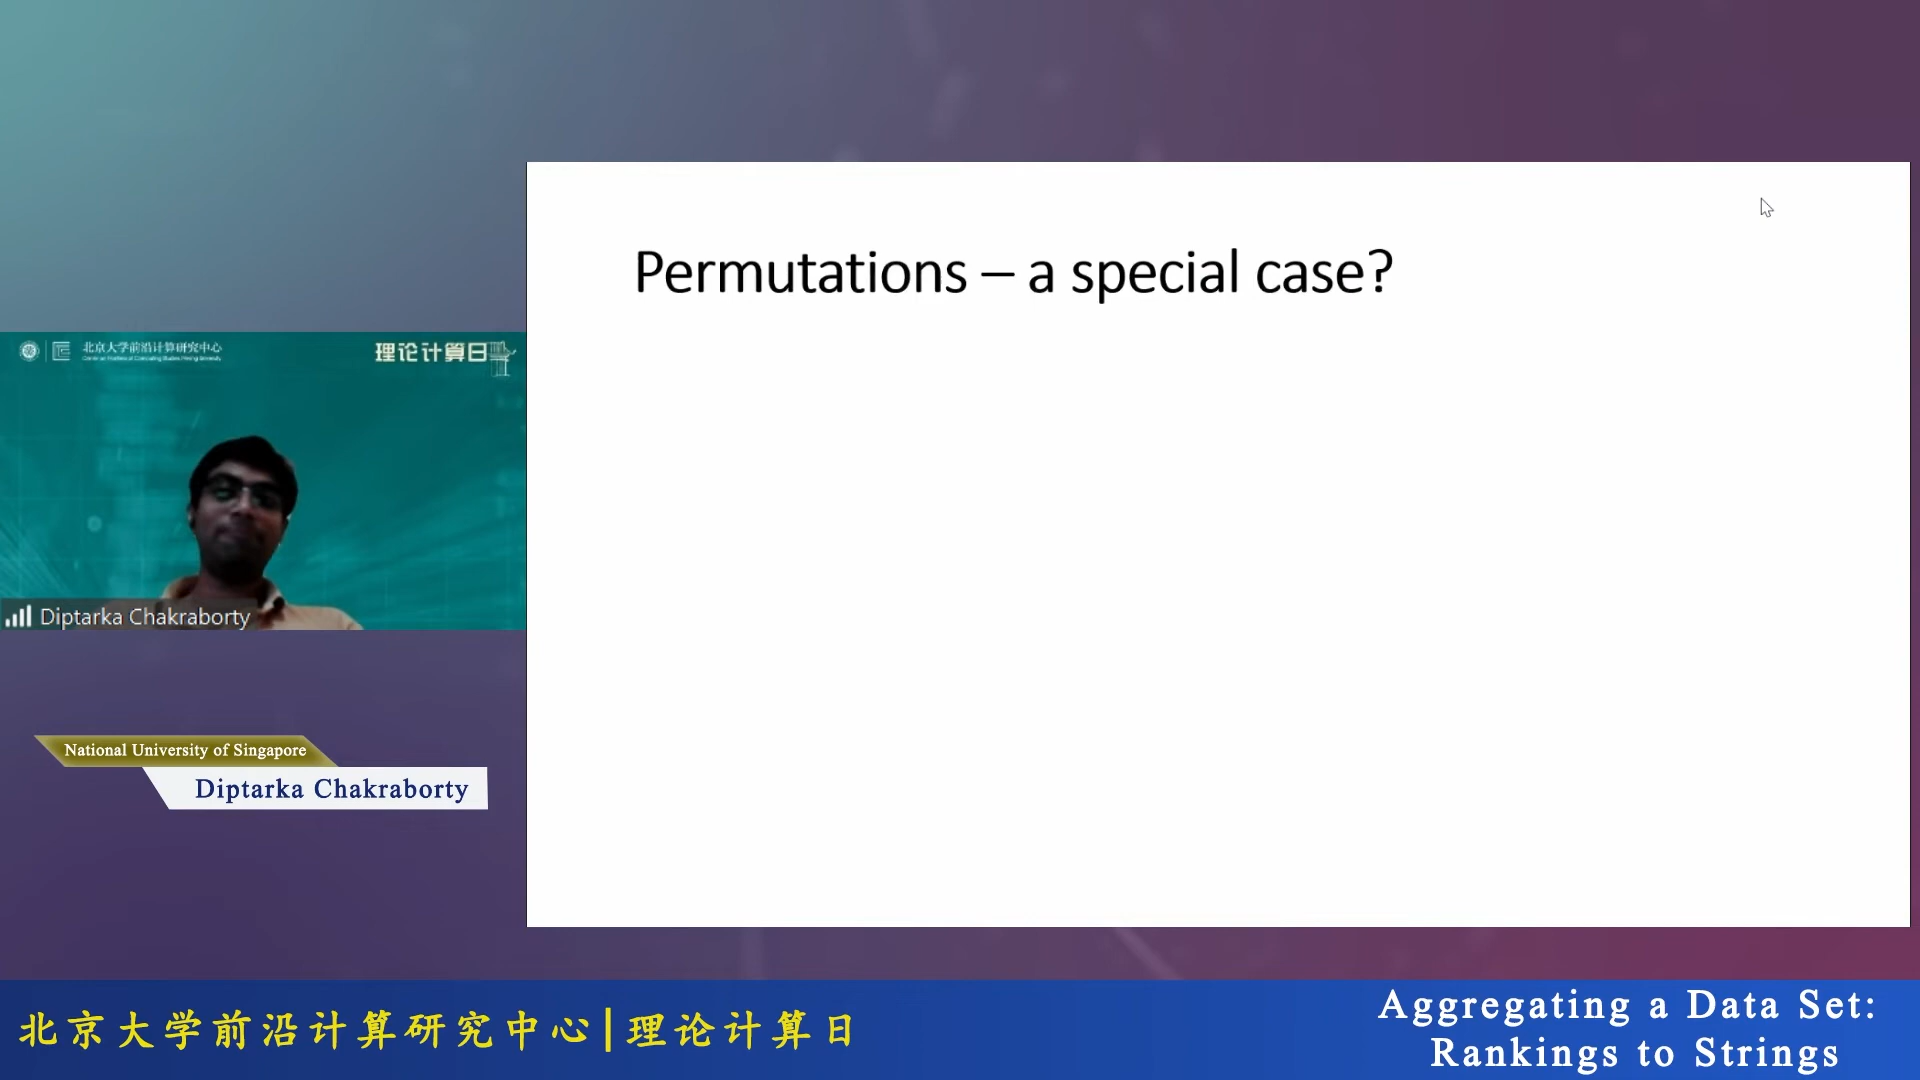 Permutations – a special case?
北京大学前沿计算研究中心
理论计算日
Diptarka Chakraborty
National University of Singapore
Diptarka Chakraborty
北京大学前沿计算研究中心|理论计算日
Aggregating a Data Set:
Rankings to Strings